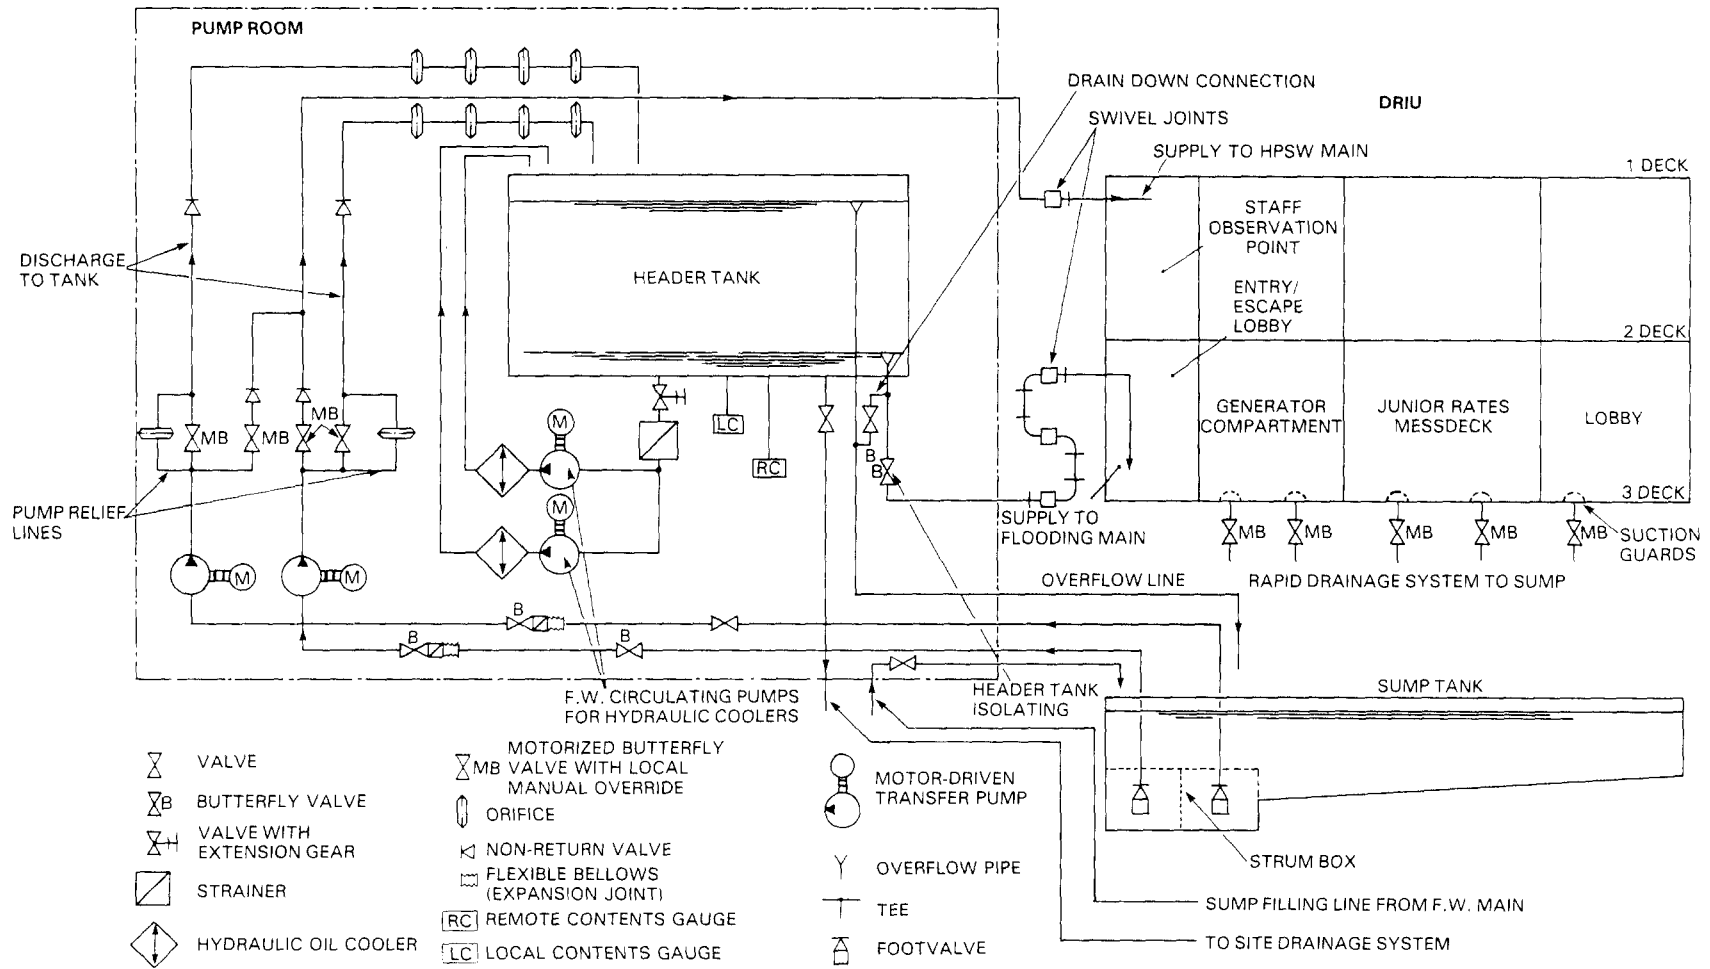 PUMP ROOM
DRAIN DOWN CONNECTION
DRIU
SWIVEL JOINTS
SUPPLY TO HPSW MAIN
1 DECK
STAFF
OBSERVATION
POINT
DISCHARGE
TO TANK
HEADER TANK
ENTRY/
ESCAPE
LOBBY
2 DECK
GENERATOR
COMPARTMENT
JUNIOR RATES
MESSDECK
LOBBY
MB
MB
MB
M
LC
RC
B
B
M
3 DECK
PUMP RELIEF
LINES
SUPPLY TO
FLOODING MAIN
MB
MB
MB
MB
MB
SUCTION
GUARDS
M
M
OVERFLOW LINE
RAPID DRAINAGE SYSTEM TO SUMP
B
B
B
F.W. CIRCULATING PUMPS
FOR HYDRAULIC COOLERS
HEADER TANK
ISOLATING
SUMP TANK
VALVE
B BUTTERFLY VALVE
VALVE WITH
EXTENSION GEAR
STRAINER
HYDRAULIC OIL COOLER
MOTORIZED BUTTERFLY
MB VALVE WITH LOCAL
MANUAL OVERRIDE
ORIFICE
NON-RETURN VALVE
FLEXIBLE BELLOWS
(EXPANSION JOINT)
RC REMOTE CONTENTS GAUGE
LC LOCAL CONTENTS GAUGE
MOTOR-DRIVEN
TRANSFER PUMP
OVERFLOW PIPE
TEE
FOOTVALVE
STRUM BOX
SUMP FILLING LINE FROM F.W. MAIN
TO SITE DRAINAGE SYSTEM